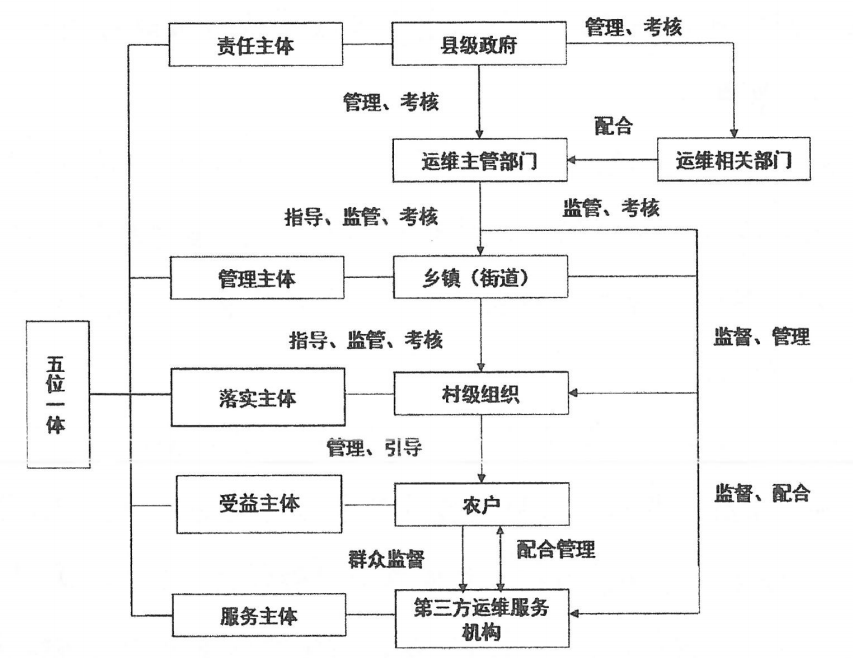 责任主体
县级政府
管理、考核
管理、考核
配合
运维主管部门
运维相关部门
指导、监管、考核
监管、考核
管理主体
乡镇（街道）
指导、监管、考核
监督、管理
五位一体
落实主体
村级组织
管理、引导
受益主体
农户
监督、配合
群众监督
配合管理
服务主体
第三方运维服务
机构